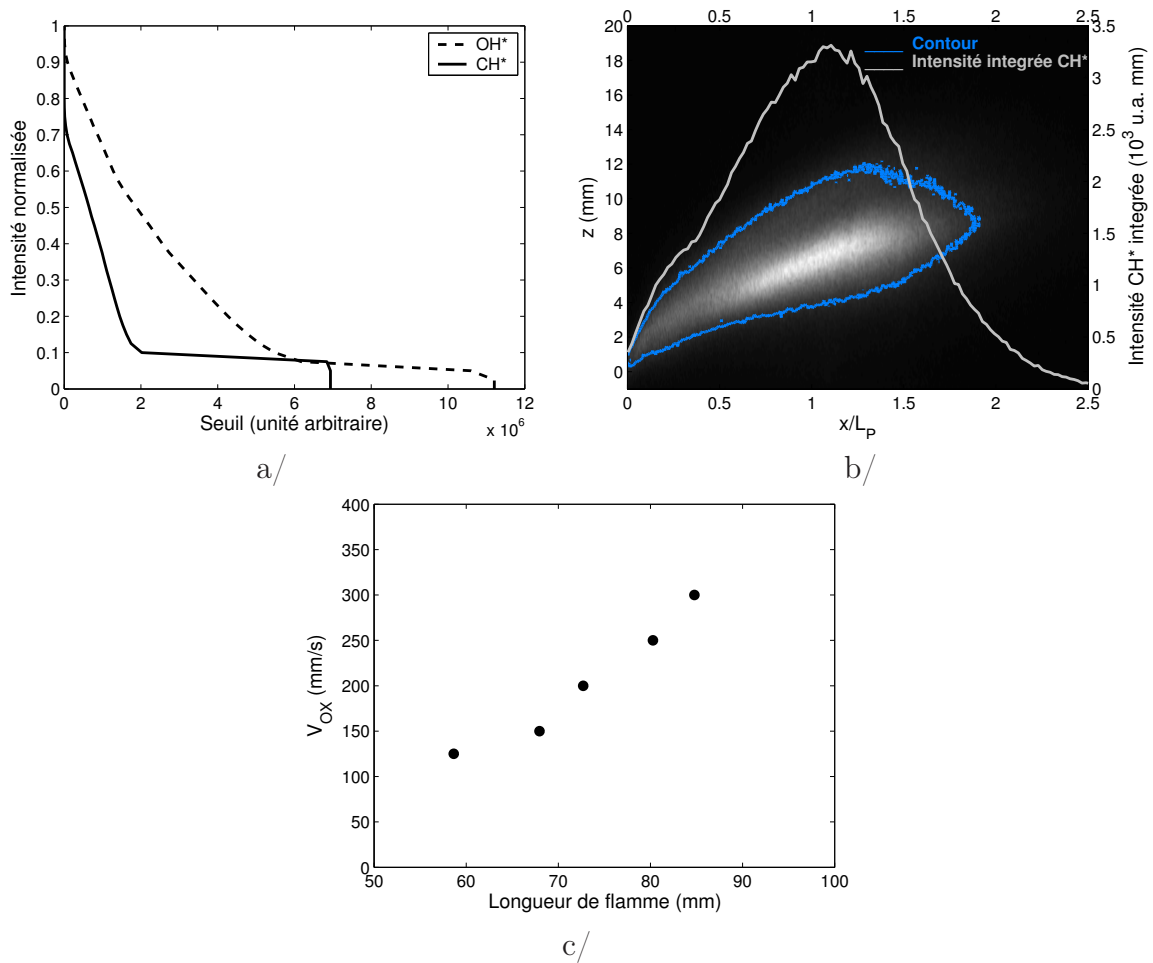 1
0.9
0.8
0.7
0.6
0.5
0.4
0.3
0.2
0.1
0
Intensité normalisée
OH*
CH*
0 2 4 6 8 10 12
Seuil (unité arbitraire)
x 10^6
a/
0 0.5 1 1.5 2 2.5
20
18
16
14
12
10
8
6
4
2
0
z (mm)
Contour
Intensité integrée CH*
3.5
3
2.5
2
1.5
1
0.5
0
Intensité CH* integrée (10^3 u.a. mm)
0 0.5 1 1.5 2 2.5
x/L_P
b/
400
350
300
250
200
150
100
50
0
V_OX (mm/s)
50 60 70 80 90 100
Longueur de flamme (mm)
c/